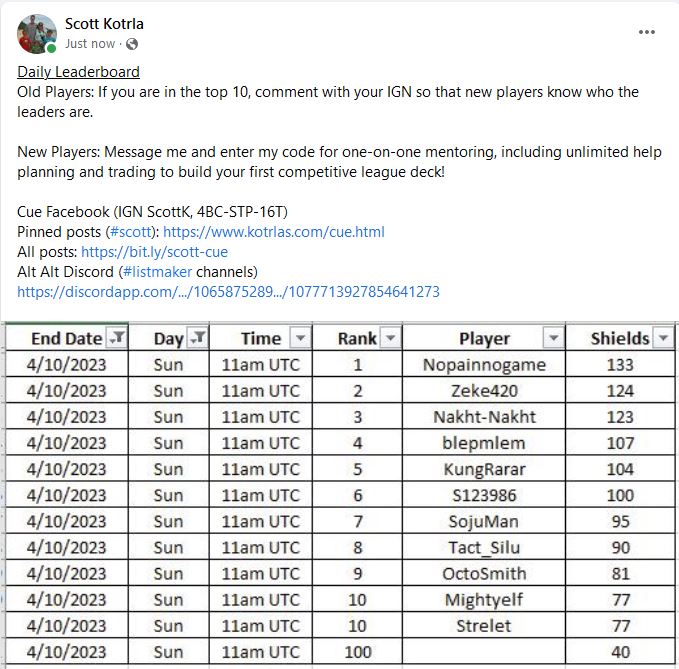 Scott Kotrla
Just now ·
Daily Leaderboard
Old Players: If you are in the top 10, comment with your IGN so that new players know who the
leaders are.
New Players: Message me and enter my code for one-on-one mentoring, including unlimited help
planning and trading to build your first competitive league deck!
Cue Facebook (IGN ScottK, 4BC-STP-16T)
Pinned posts (#scott): https://www.kotrlas.com/cue.html
All posts: https://bit.ly/scott-cue
Alt Alt Discord (#listmaker channels)
https://discordapp.com/.../1065875289.../1077713927854641273
End Date Day Time Rank Player Shields
4/10/2023 Sun 11am UTC 1 Nopainnogame 133
4/10/2023 Sun 11am UTC 2 Zeke420 124
4/10/2023 Sun 11am UTC 3 Nakht-Nakht 123
4/10/2023 Sun 11am UTC 4 blepmlem 107
4/10/2023 Sun 11am UTC 5 KungRarar 104
4/10/2023 Sun 11am UTC 6 S123986 100
4/10/2023 Sun 11am UTC 7 SojuMan 95
4/10/2023 Sun 11am UTC 8 Tact_Silu 90
4/10/2023 Sun 11am UTC 9 OctoSmith 81
4/10/2023 Sun 11am UTC 10 Mightyelf 77
4/10/2023 Sun 11am UTC 10 Strelet 77
4/10/2023 Sun 11am UTC 100 40